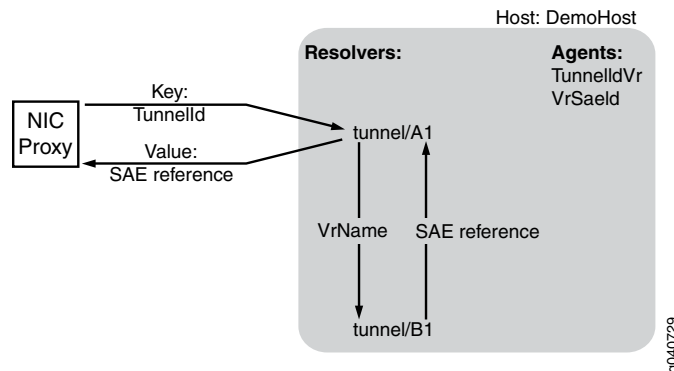 Host: DemoHost
Resolvers:
Agents:
TunnelIdVr
VrSaeId
Key:
TunnelId
NIC
Proxy
tunnel/A1
Value:
SAE reference
VrName
SAE reference
tunnel/B1
g040729